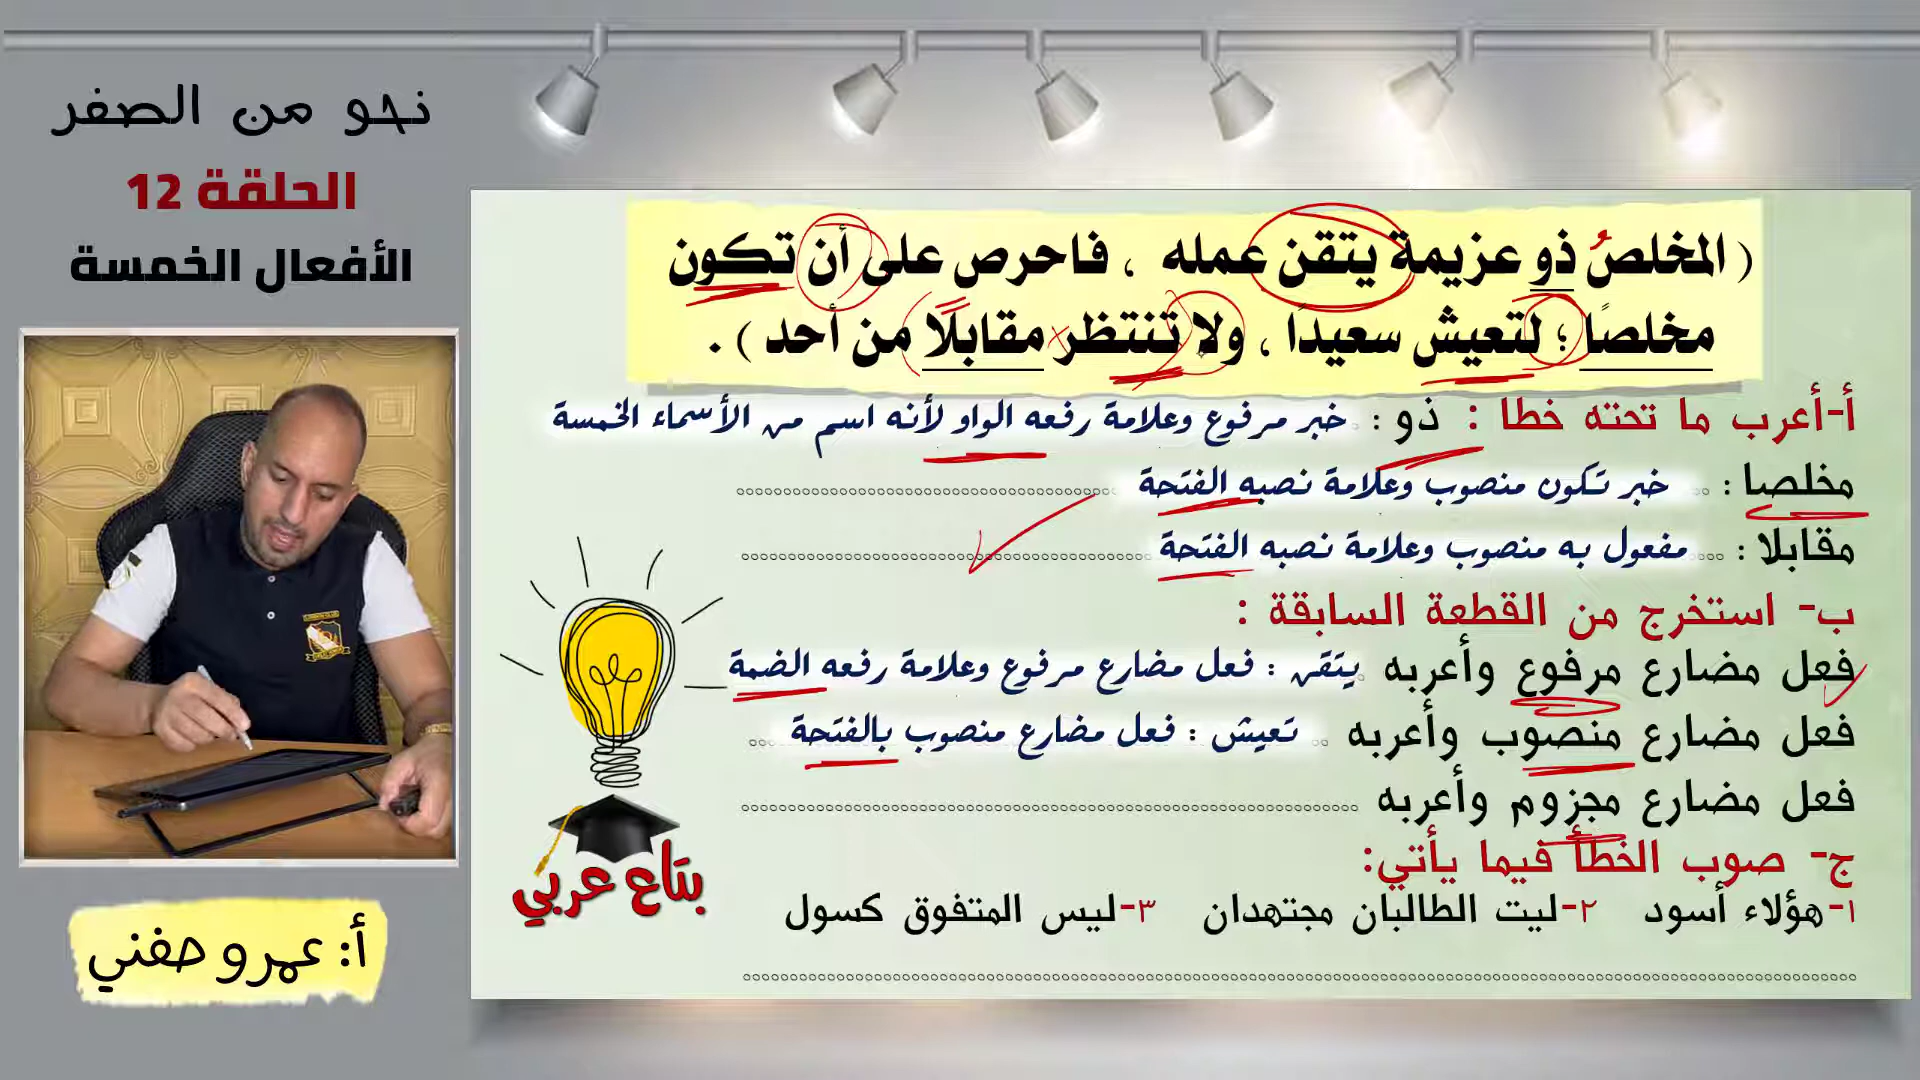 نحو من الصفر
الحلقة 12
الأفعال الخمسة
( المخلصُ ذو عزيمة يتقن عمله ، فاحرص على أن تكون
مخلصًا ؛ لتعيش سعيدًا ، ولا تنتظر مقابلًا من أحد ) .
أ-أعرب ما تحته خطا : ذو : خبر مرفوع وعلامة رفعه الواو لأنه اسم من الأسماء الخمسة
مخلصا : خبر تكون منصوب وعلامة نصبه الفتحة
مقابلا : مفعول به منصوب وعلامة نصبه الفتحة
ب- استخرج من القطعة السابقة :
فعل مضارع مرفوع وأعربه يتقن : فعل مضارع مرفوع وعلامة رفعه الضمة
فعل مضارع منصوب وأعربه تعيش : فعل مضارع منصوب بالفتحة
فعل مضارع مجزوم وأعربه
ج- صوب الخطأ فيما يأتي:
١-هؤلاء أسود ٢-ليت الطالبان مجتهدان ٣-ليس المتفوق كسول
بتاع عربي
أ: عمرو حفني